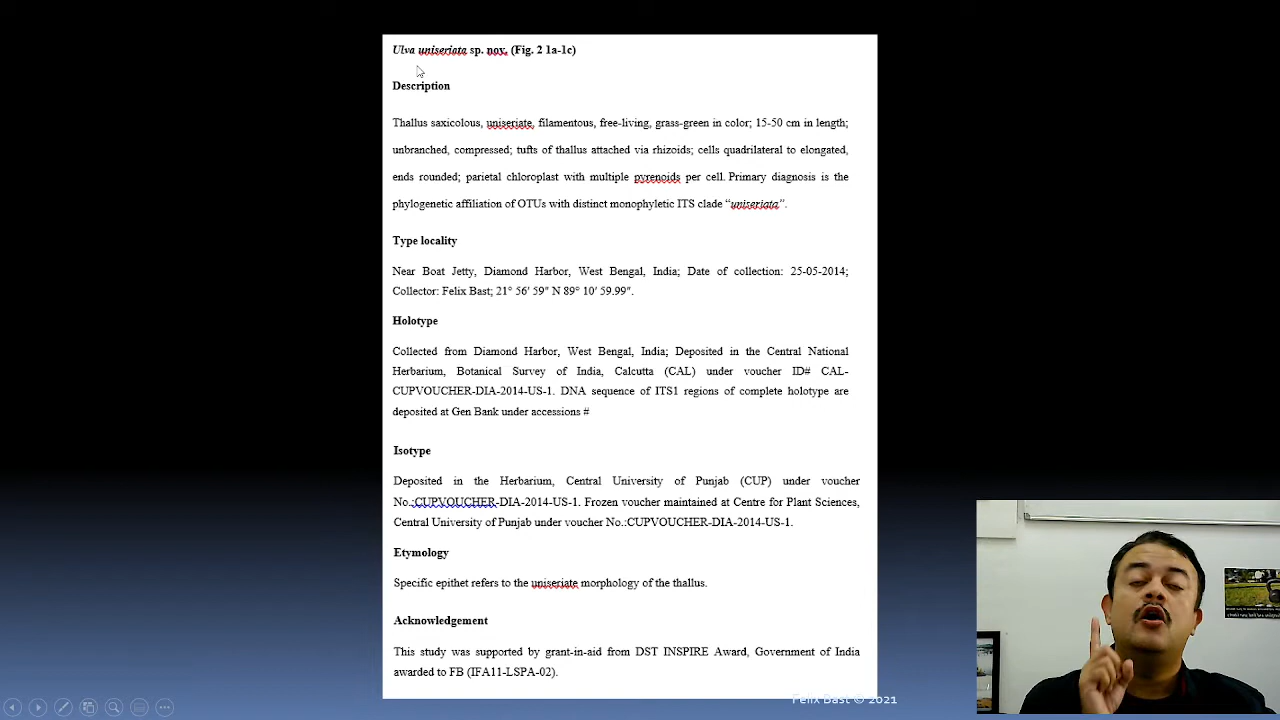 Ulva uniseriata sp. nov. (Fig. 2 1a-1c)
Description
Thallus saxicolous, uniseriate, filamentous, free-living, grass-green in color; 15-50 cm in length;
unbranched, compressed; tufts of thallus attached via rhizoids; cells quadrilateral to elongated,
ends rounded; parietal chloroplast with multiple pyrenoids per cell. Primary diagnosis is the
phylogenetic affiliation of OTUs with distinct monophyletic ITS clade “uniseriata”.
Type locality
Near Boat Jetty, Diamond Harbor, West Bengal, India; Date of collection: 25-05-2014;
Collector: Felix Bast; 21° 56′ 59″ N 89° 10′ 59.99″.
Holotype
Collected from Diamond Harbor, West Bengal, India; Deposited in the Central National
Herbarium, Botanical Survey of India, Calcutta (CAL) under voucher ID# CAL-
CUPVOUCHER-DIA-2014-US-1. DNA sequence of ITS1 regions of complete holotype are
deposited at Gen Bank under accessions #
Isotype
Deposited in the Herbarium, Central University of Punjab (CUP) under voucher
No.:CUPVOUCHER-DIA-2014-US-1. Frozen voucher maintained at Centre for Plant Sciences,
Central University of Punjab under voucher No.:CUPVOUCHER-DIA-2014-US-1.
Etymology
Specific epithet refers to the uniseriate morphology of the thallus.
Acknowledgement
This study was supported by grant-in-aid from DST INSPIRE Award, Government of India
awarded to FB (IFA11-LSPA-02).
Felix Bast © 2021